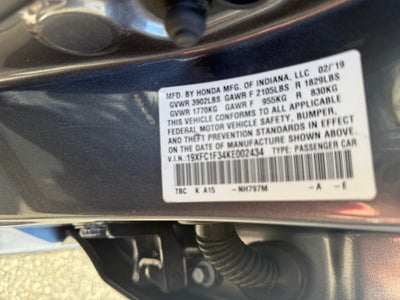 MFD. BY HONDA MFG. OF INDIANA, LLC 02/'19
GVWR 3902LBS GAWR F 2105LBS R 1829LBS
GVWR 1770KG GAWR F 955KG R 830KG
THIS VEHICLE CONFORMS TO ALL APPLICABLE
FEDERAL MOTOR VEHICLE SAFETY, BUMPER,
AND THEFT PREVENTION STANDARDS IN EFFECT
ON THE DATE OF MANUFACTURE SHOWN ABOVE.
V.I.N.:19XFC1F34KE002434 TYPE: PASSENGER CAR
TBC K A15 -NH797M -A -E